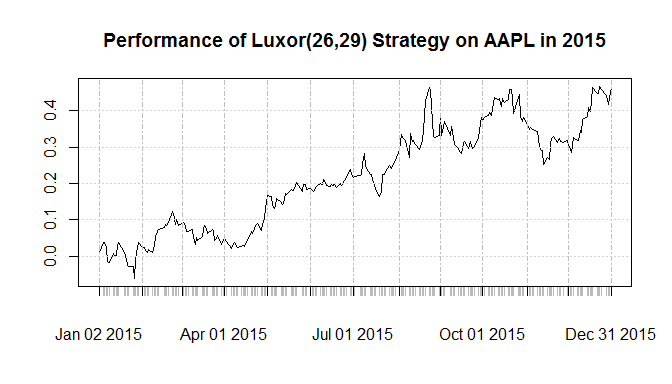 Performance of Luxor(26,29) Strategy on AAPL in 2015
0.4
0.3
0.2
0.1
0.0
Jan 02 2015 Apr 01 2015 Jul 01 2015 Oct 01 2015 Dec 31 2015